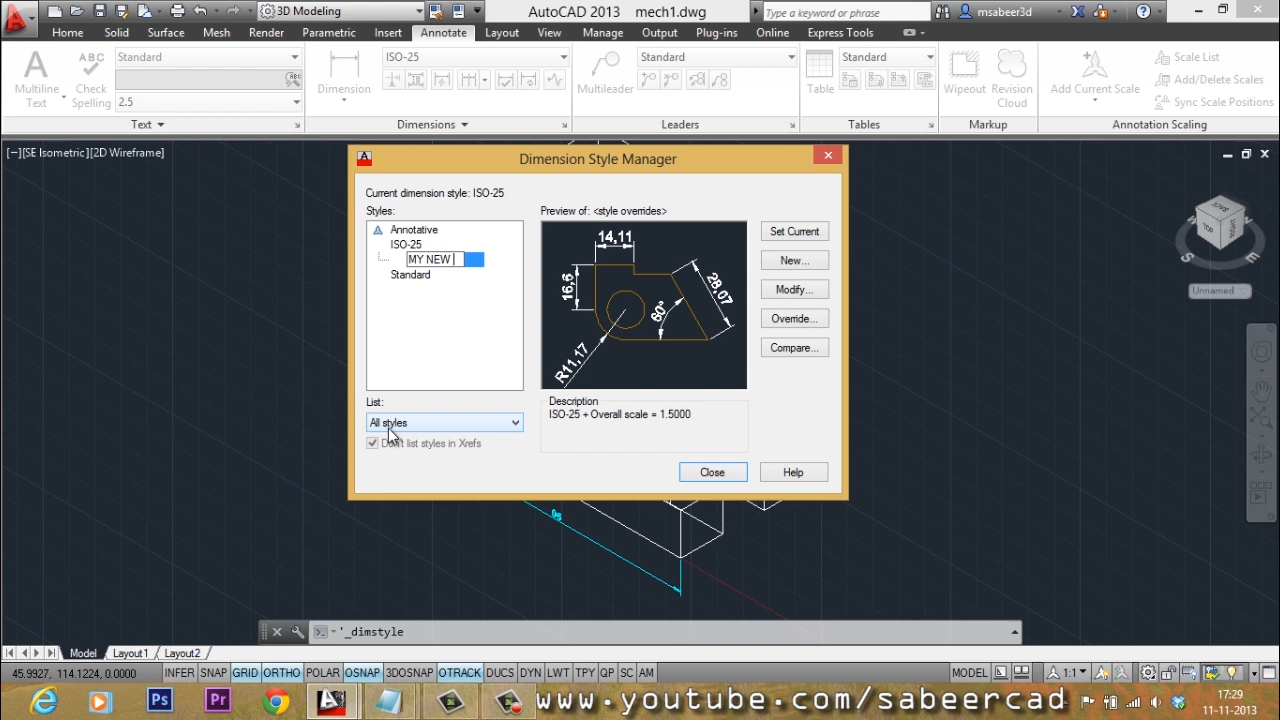 3D Modeling
AutoCAD 2013 mech1.dwg
Type a keyword or phrase
msabeer3d
Home Solid Surface Mesh Render Parametric Insert Annotate Layout View Manage Output Plug-ins Online Express Tools
A ABC Standard ISO-25 Standard Standard Scale List
Multiline Text Check Spelling Dimension Multileader Table Wipeout Revision Cloud Add Current Scale Add/Delete Scales
2.5 Sync Scale Positions
Text Dimensions Leaders Tables Markup Annotation Scaling
[−][SE Isometric][2D Wireframe]
Dimension Style Manager
Current dimension style: ISO-25
Styles:
Annotative
ISO-25
MY NEW
Standard
Preview of: <style overrides>
14,11
16,6
28,07
60°
R11,17
Set Current
New...
Modify...
Override...
Compare...
List:
All styles
Don't list styles in Xrefs
Description
ISO-25 + Overall scale = 1.5000
Close Help
TOP
Unnamed
S E
'_dimstyle
Model Layout1 Layout2
45.9927, 114.1224, 0.0000 INFER SNAP GRID ORTHO POLAR OSNAP 3DOSNAP OTRACK DUCS DYN LWT TPY QP SC AM MODEL 1:1
Ps Pr www.youtube.com/sabeercad
17:29
11-11-2013